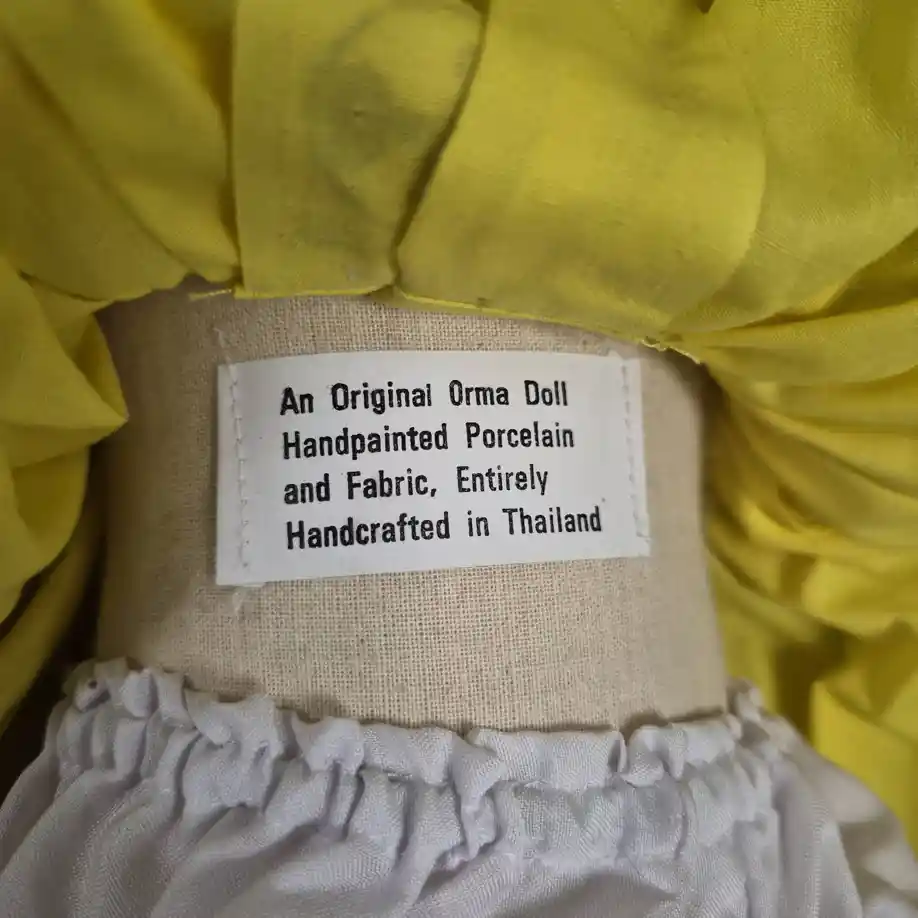 An Original Orma Doll
Handpainted Porcelain
and Fabric, Entirely
Handcrafted in Thailand